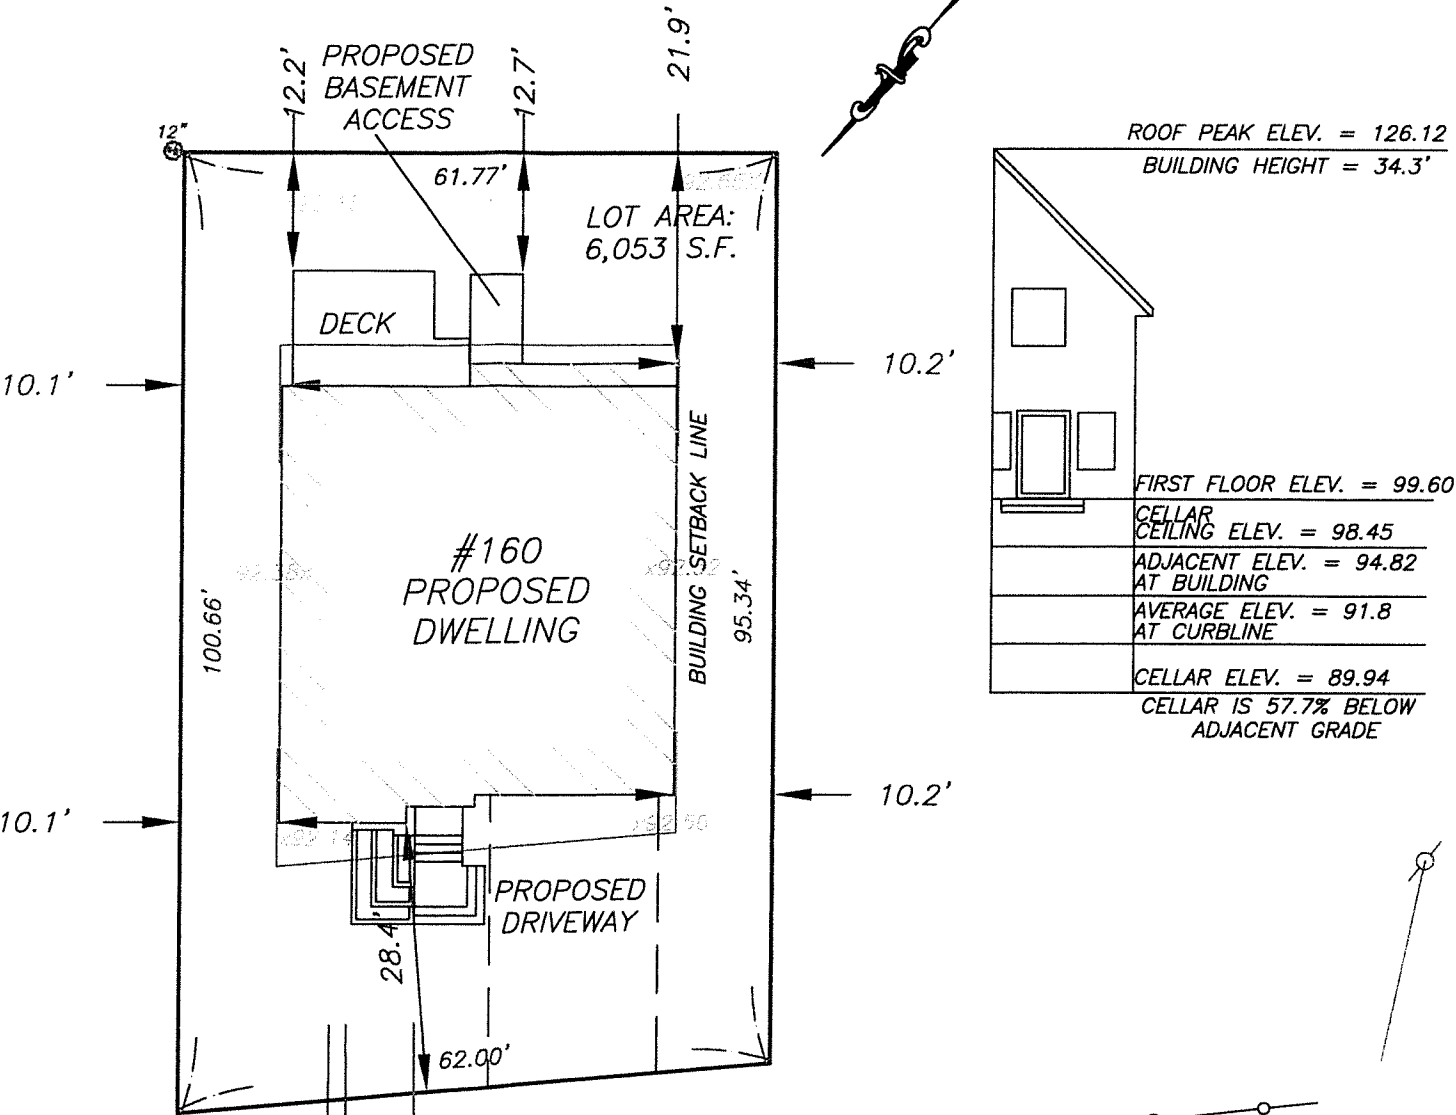 12.2'
PROPOSED
BASEMENT
ACCESS
12.7'
21.9'
12"
61.77'
LOT AREA:
6,053 S.F.
DECK
10.1'
10.2'
#160
PROPOSED
DWELLING
BUILDING SETBACK LINE
100.66'
95.34'
x92.92
10.1'
10.2'
x92.50
PROPOSED
DRIVEWAY
28.4'
62.00'
ROOF PEAK ELEV. = 126.12
BUILDING HEIGHT = 34.3'
FIRST FLOOR ELEV. = 99.60
CELLAR
CEILING ELEV. = 98.45
ADJACENT ELEV. = 94.82
AT BUILDING
AVERAGE ELEV. = 91.8
AT CURBLINE
CELLAR ELEV. = 89.94
CELLAR IS 57.7% BELOW
ADJACENT GRADE